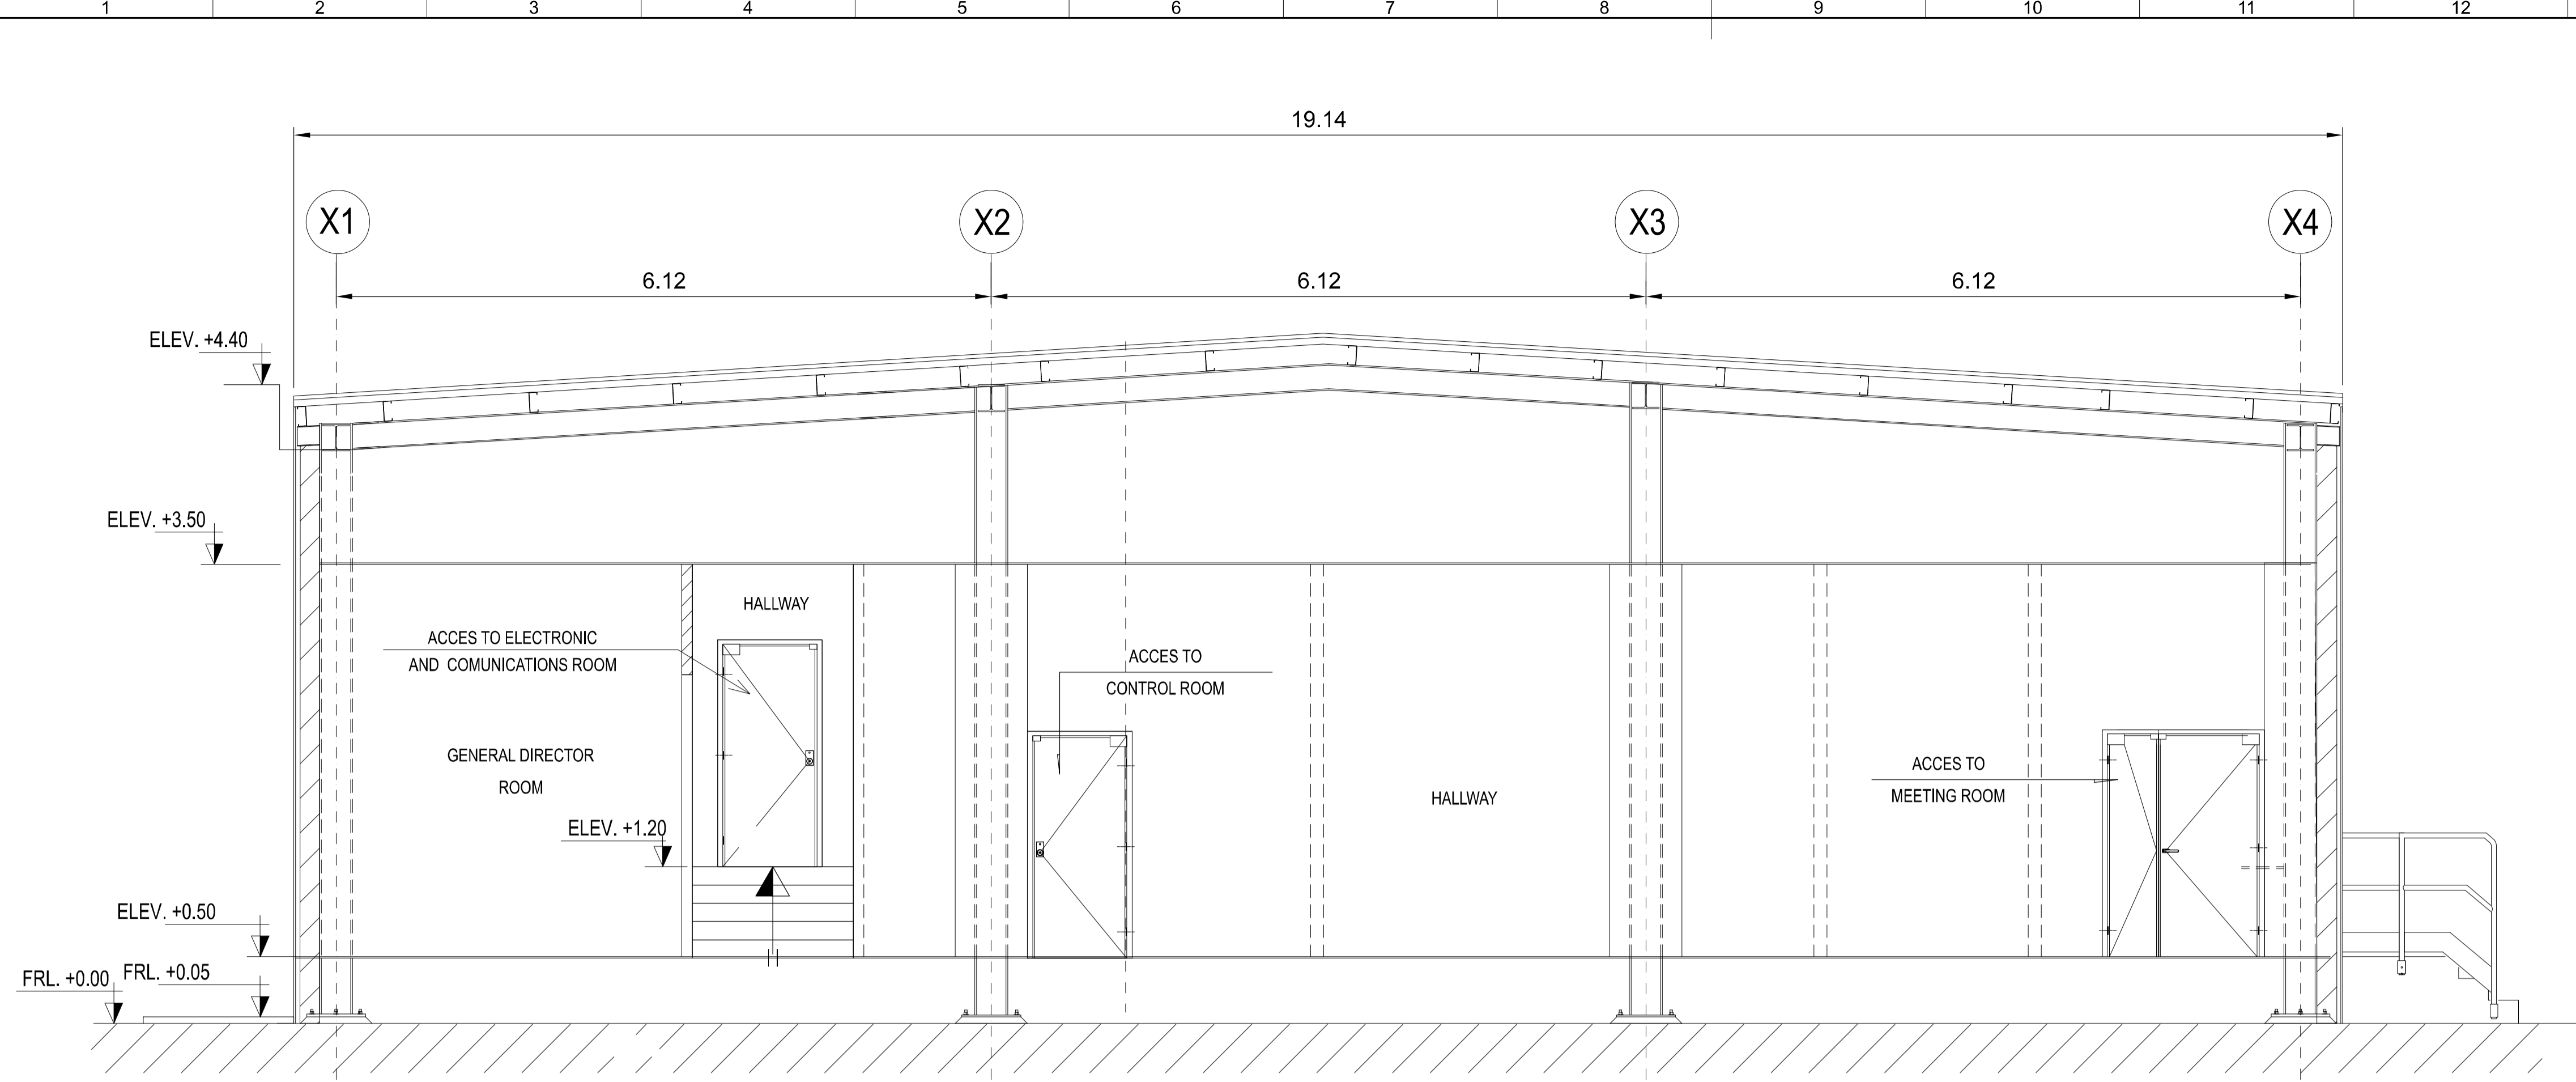 1 2 3 4 5 6 7 8 9 10 11 12
19.14
X1 X2 X3 X4
6.12 6.12 6.12
ELEV. +4.40
ELEV. +3.50
HALLWAY
ACCES TO ELECTRONIC
AND COMUNICATIONS ROOM
ACCES TO
CONTROL ROOM
GENERAL DIRECTOR
ROOM
ACCES TO
MEETING ROOM
HALLWAY
ELEV. +1.20
ELEV. +0.50
FRL. +0.00 FRL. +0.05